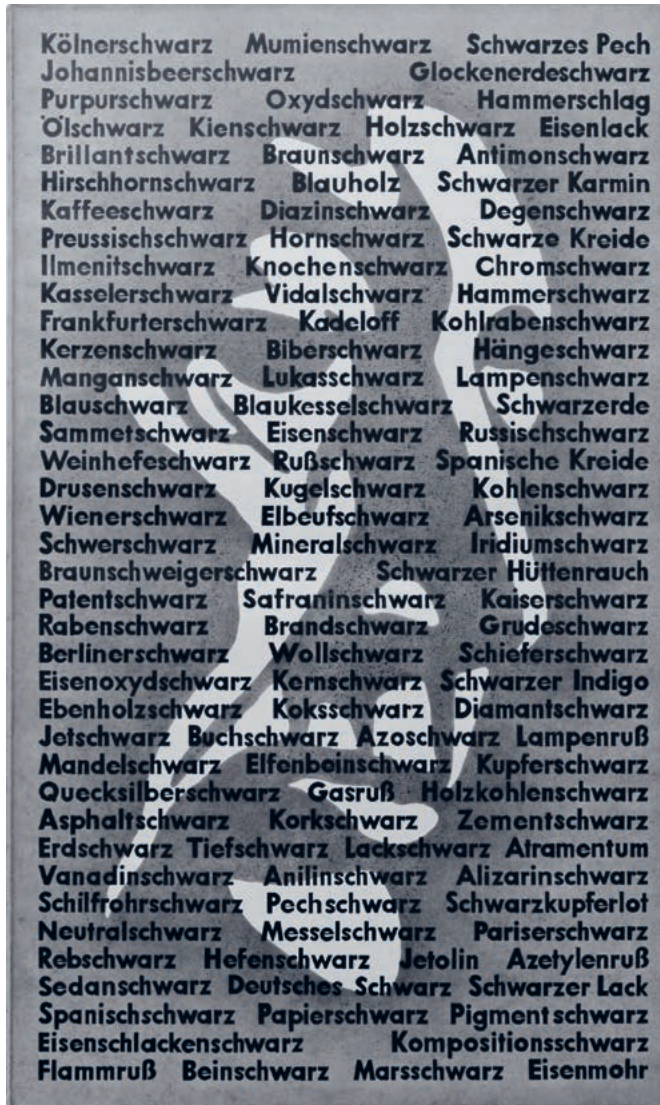 Kölnerschwarz Mumienschwarz Schwarzes Pech
Johannisbeerschwarz Glockenerdeschwarz
Purpurschwarz Oxydschwarz Hammerschlag
Ölschwarz Kienschwarz Holzschwarz Eisenlack
Brillantschwarz Braunschwarz Antimonschwarz
Hirschhornschwarz Blauholz Schwarzer Karmin
Kaffeeschwarz Diazinschwarz Degenschwarz
Preussischschwarz Hornschwarz Schwarze Kreide
Ilmenitschwarz Knochenschwarz Chromschwarz
Kasselerschwarz Vidalschwarz Hammerschwarz
Frankfurterschwarz Kadeloff Kohlrabenschwarz
Kerzenschwarz Biberschwarz Hängeschwarz
Manganschwarz Lukasschwarz Lampenschwarz
Blauschwarz Blaukesselschwarz Schwarzerde
Sammetschwarz Eisenschwarz Russischschwarz
Weinhefeschwarz Rußschwarz Spanische Kreide
Drusenschwarz Kugelschwarz Kohlenschwarz
Wienerschwarz Elbeufschwarz Arsenikschwarz
Schwerschwarz Mineralschwarz Iridiumschwarz
Braunschweigerschwarz Schwarzer Hüttenrauch
Patentschwarz Safraninschwarz Kaiserschwarz
Rabenschwarz Brandschwarz Grudeschwarz
Berlinerschwarz Wollschwarz Schieferschwarz
Eisenoxydschwarz Kernschwarz Schwarzer Indigo
Ebenholzschwarz Koksschwarz Diamantschwarz
Jetschwarz Buchschwarz Azoschwarz Lampenruß
Mandelschwarz Elfenbeinschwarz Kupferschwarz
Quecksilberschwarz Gasruß Holzkohlenschwarz
Asphaltschwarz Korkschwarz Zementschwarz
Erdschwarz Tiefschwarz Lackschwarz Atramentum
Vanadinschwarz Anilinschwarz Alizarinschwarz
Schilfrohrschwarz Pechschwarz Schwarzkupferlot
Neutralschwarz Messelschwarz Pariserschwarz
Rebschwarz Hefenschwarz Jetolin Azetylenruß
Sedanschwarz Deutsches Schwarz Schwarzer Lack
Spanischschwarz Papierschwarz Pigmentschwarz
Eisenschlackenschwarz Kompositionsschwarz
Flammruß Beinschwarz Marsschwarz Eisenmohr